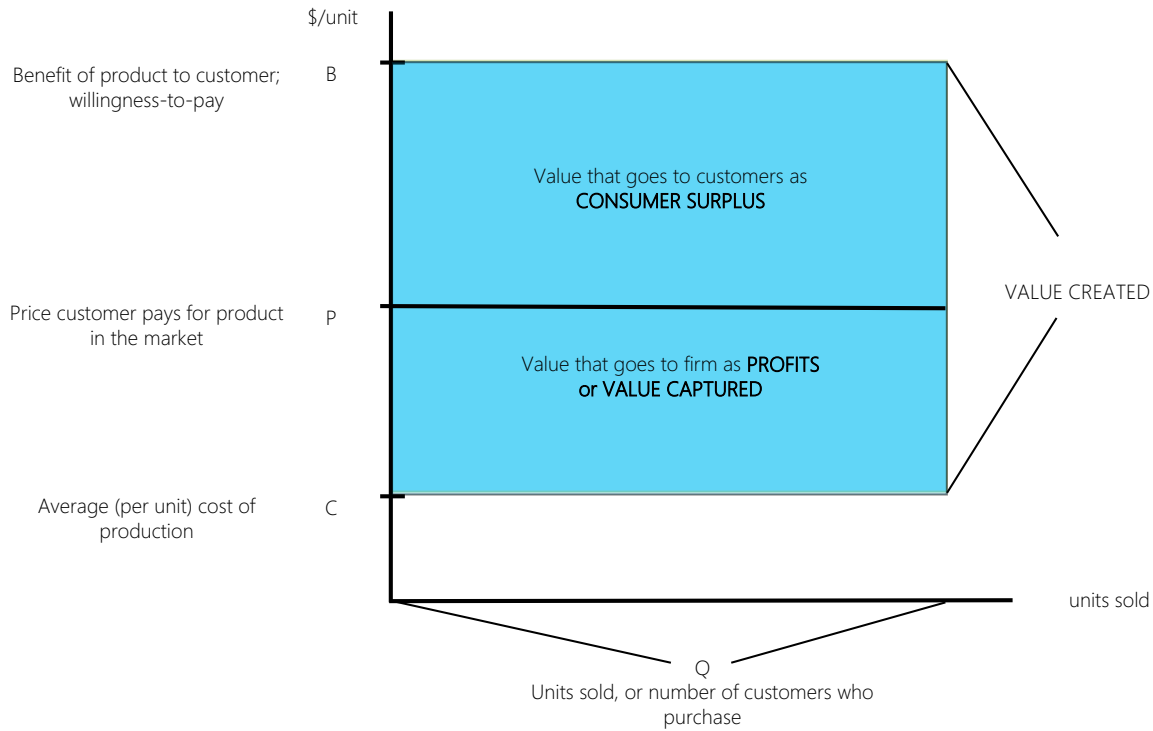 $/unit
Benefit of product to customer;
willingness-to-pay
B
Value that goes to customers as
CONSUMER SURPLUS
VALUE CREATED
Price customer pays for product
in the market
P
Value that goes to firm as PROFITS
or VALUE CAPTURED
Average (per unit) cost of
production
C
units sold
Q
Units sold, or number of customers who
purchase